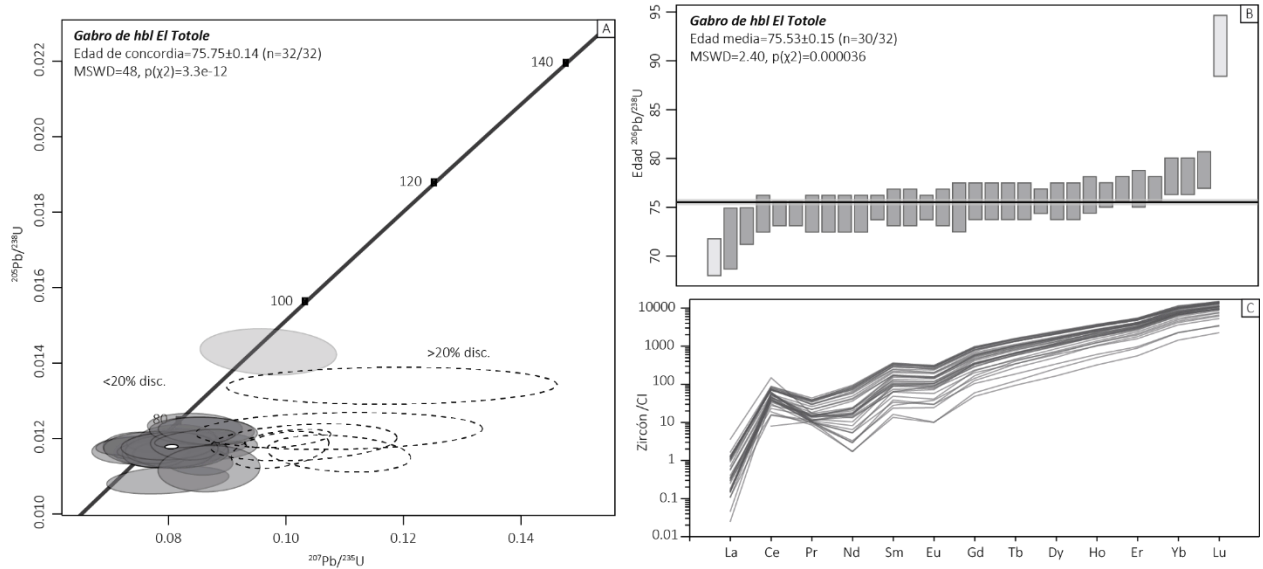 A
Gabro de hbl El Totole
Edad de concordia=75.75±0.14 (n=32/32)
MSWD=48, p(χ2)=3.3e-12
0.022
0.020
0.018
0.016
0.014
0.012
0.010
²⁰⁶Pb/²³⁸U
140
120
100
80
<20% disc.
>20% disc.
0.08
0.10
0.12
0.14
²⁰⁷Pb/²³⁵U
B
Gabro de hbl El Totole
Edad media=75.53±0.15 (n=30/32)
MSWD=2.40, p(χ2)=0.000036
95
90
85
80
75
70
Edad ²⁰⁶Pb/²³⁸U
C
10000
1000
100
10
1
0.1
0.01
Zircón /CI
La Ce Pr Nd Sm Eu Gd Tb Dy Ho Er Yb Lu